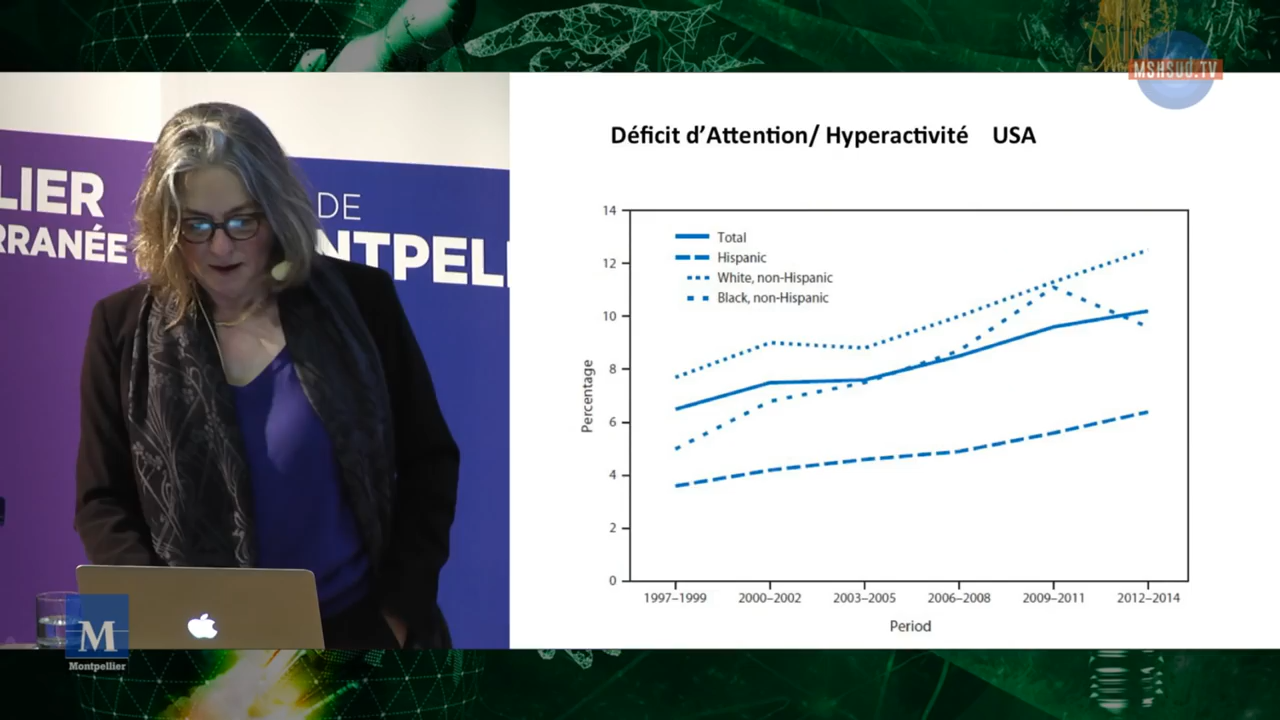 MSHSUD.TV
LIER
RRANÉE
DE
NTPELL
M
Montpellier
Déficit d'Attention/ Hyperactivité USA
Total
Hispanic
White, non-Hispanic
Black, non-Hispanic
Percentage
14
12
10
8
6
4
2
0
1997–1999
2000–2002
2003–2005
2006–2008
2009–2011
2012–2014
Period